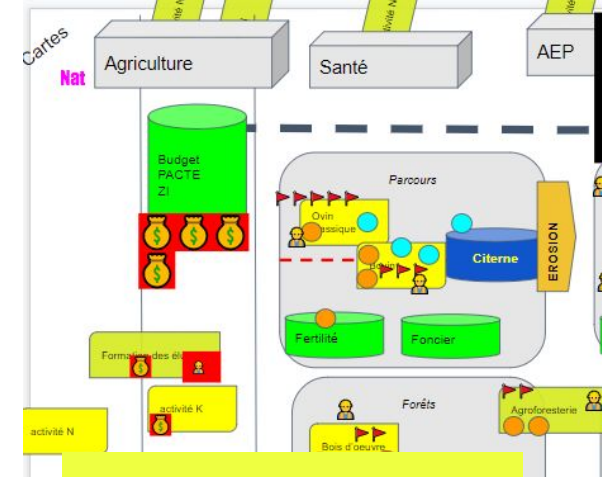 Cartes
activité N
Agriculture
Santé
AEP
Nat
Budget
PACTE
ZI
Parcours
Ovin
EROSION
Citerne
Fertilité
Foncier
Formation des
activité K
Forêts
Agroforesterie
activité N
Bois d'oeuvre